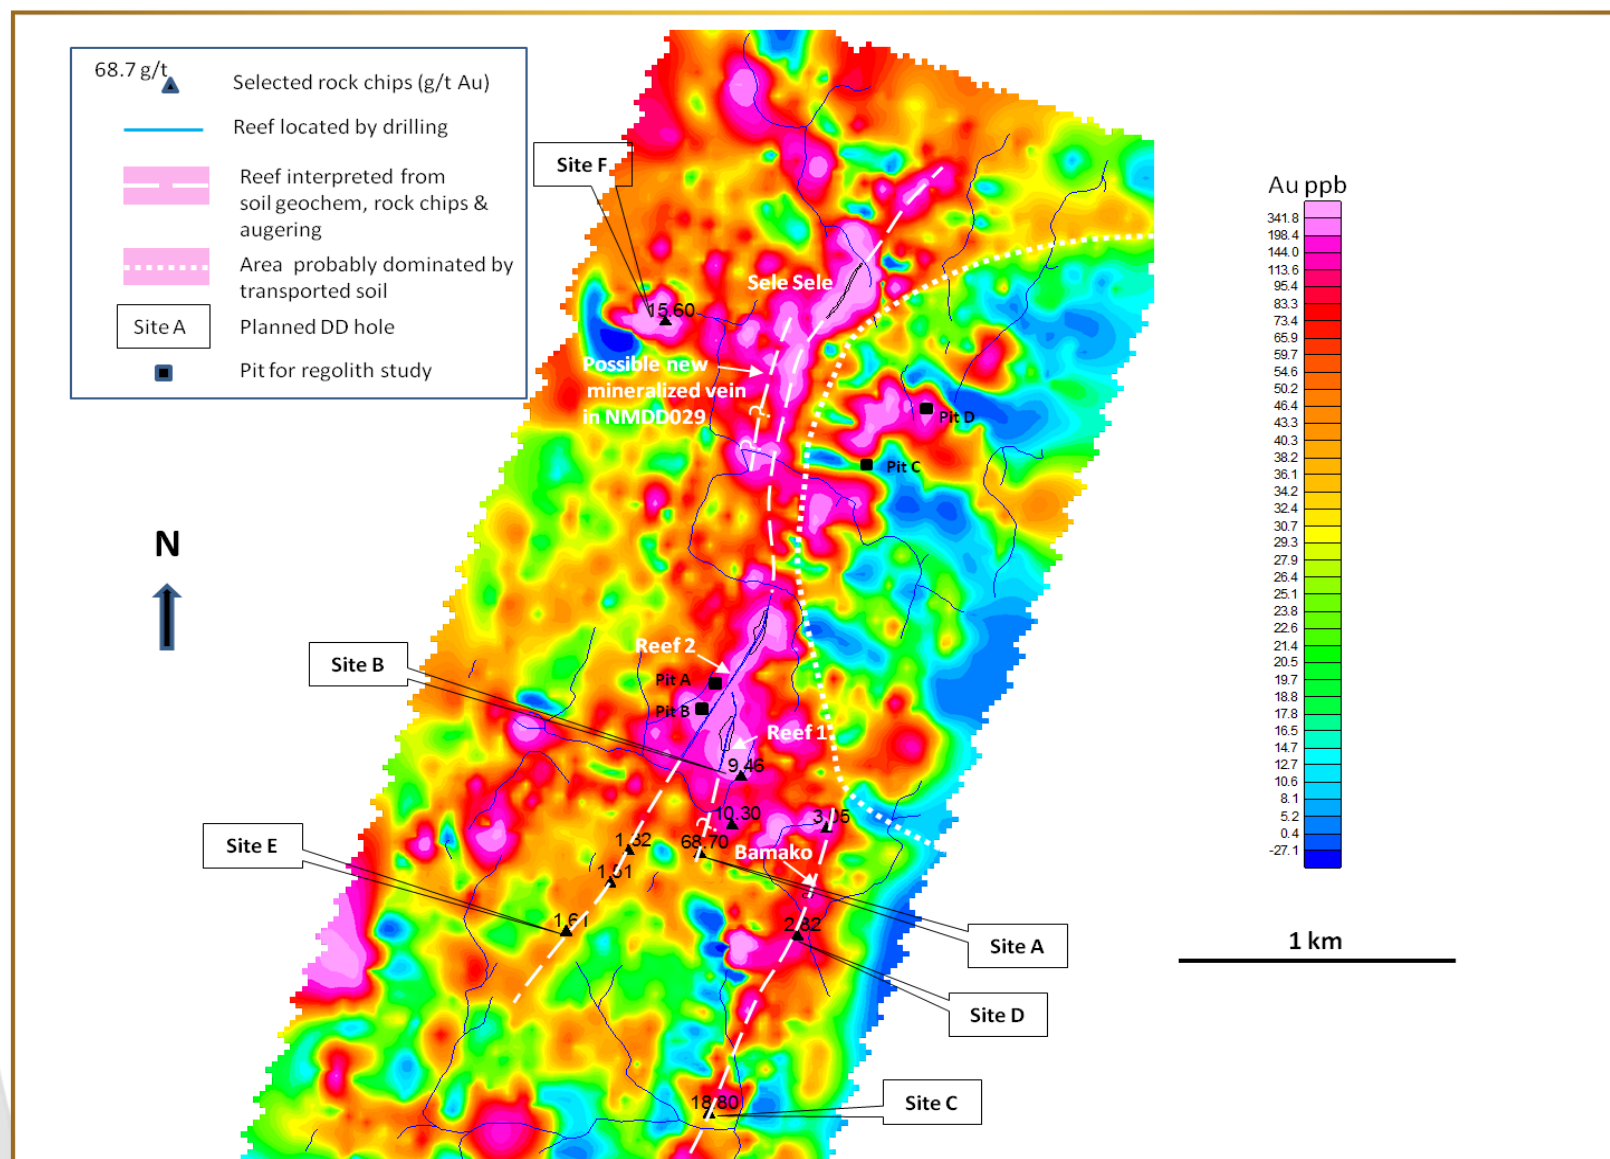 68.7 g/t
Selected rock chips (g/t Au)
Reef located by drilling
Reef interpreted from
soil geochem, rock chips &
augering
Area probably dominated by
transported soil
Site A
Planned DD hole
Pit for regolith study
N
Site F
15.60
Sele Sele
Possible new
mineralized vein
in NMDD029
?
?
Pit D
Pit C
Reef 2
Pit A
Pit B
Site B
Reef 1
9.46
10.30
3.05
?
68.70
1.32
Bamako
Site E
1.61
2.82
Site A
Site D
18.80
Site C
Au ppb
341.8
198.4
144.0
113.6
95.4
83.3
73.4
65.9
59.7
54.6
50.2
46.4
43.3
40.3
38.2
36.1
34.2
32.4
30.7
29.3
27.9
26.4
25.1
23.8
22.6
21.4
20.5
19.7
18.8
17.8
16.5
14.7
12.7
10.6
8.1
5.2
0.4
-27.1
1 km